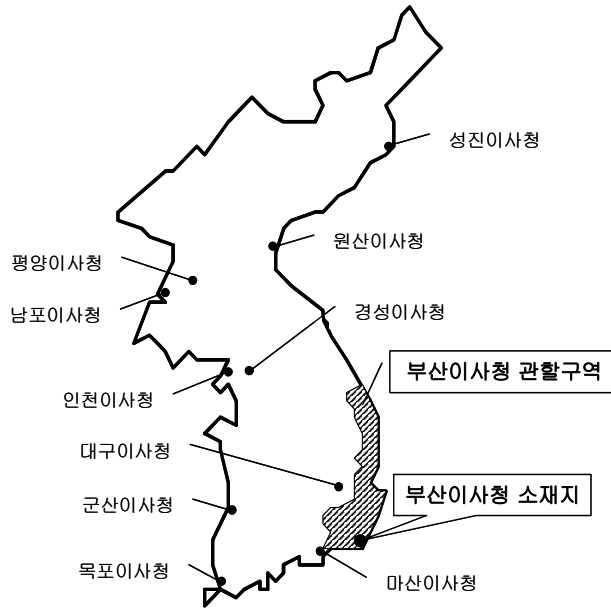 성진이사청
원산이사청
평양이사청
남포이사청
경성이사청
부산이사청 관할구역
인천이사청
대구이사청
부산이사청 소재지
군산이사청
목포이사청
마산이사청